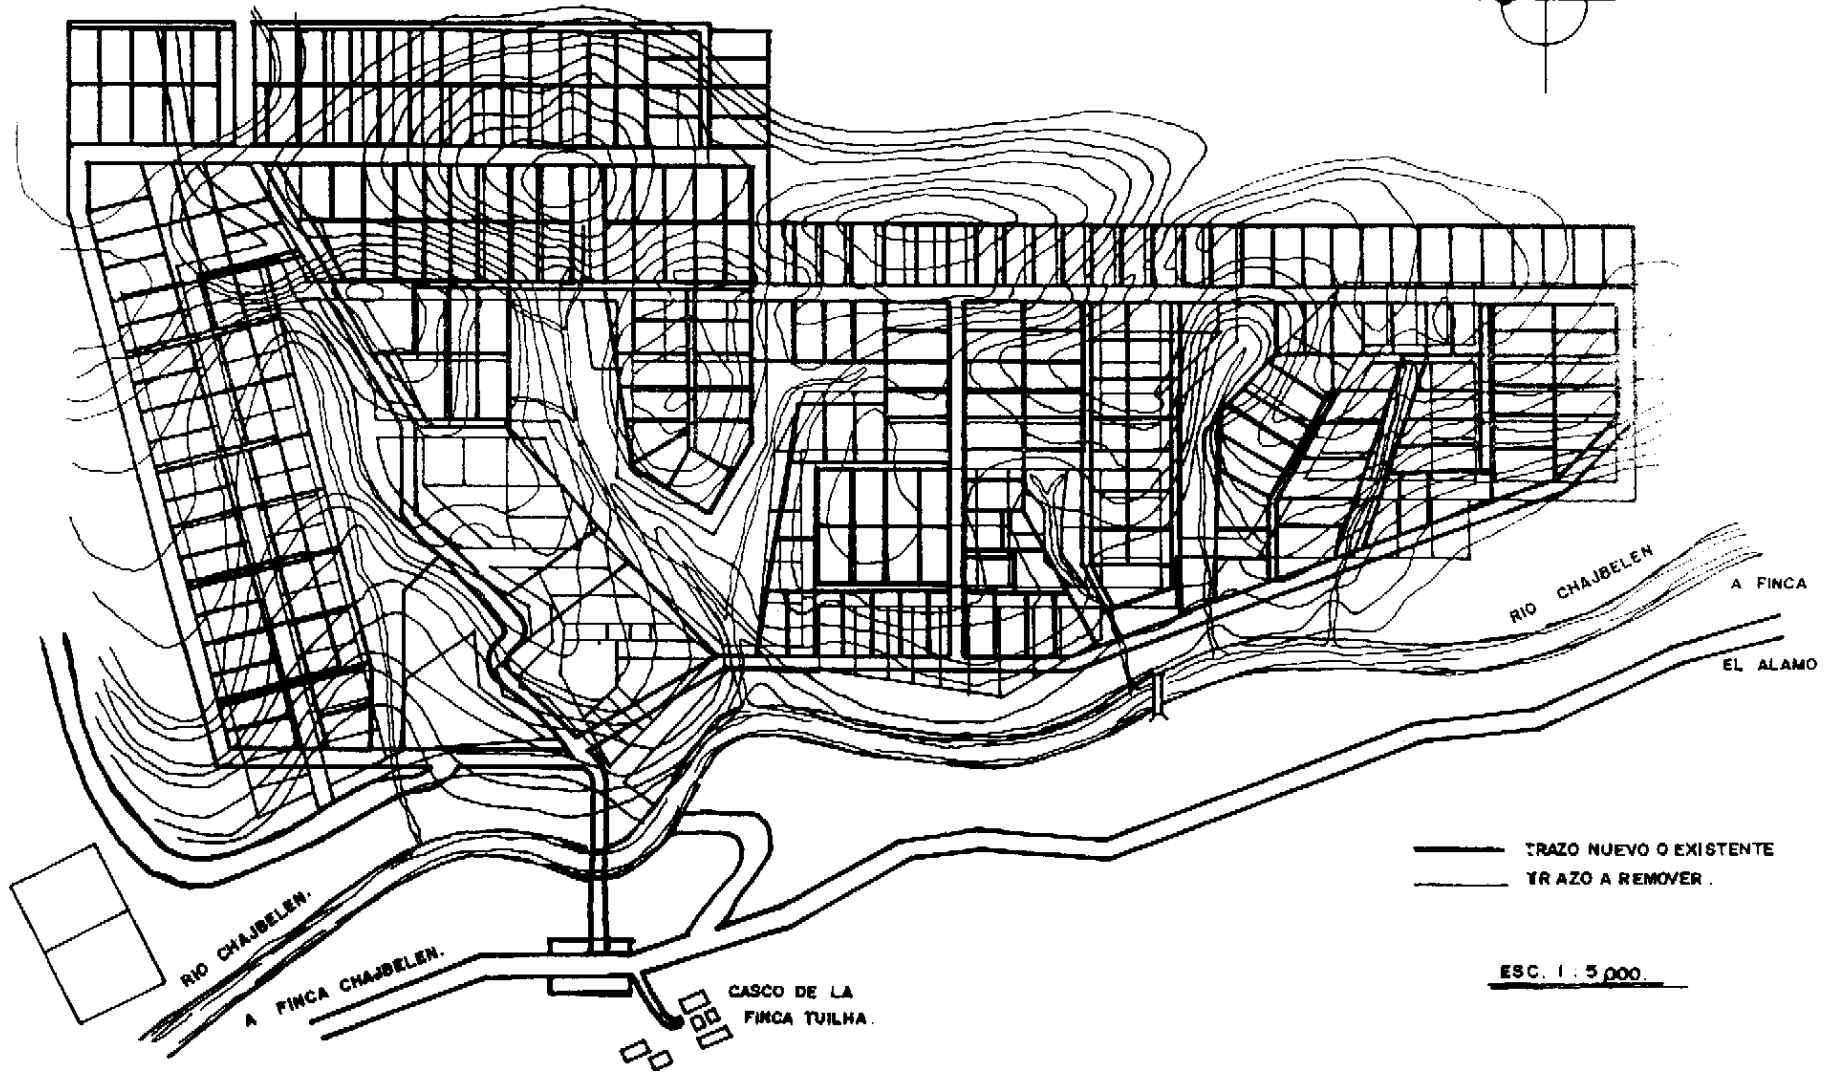 RIO CHAJBELEN
A FINCA
EL ALAMO
TRAZO NUEVO O EXISTENTE
TRAZO A REMOVER.
RIO CHAJBELEN.
A FINCA CHAJBELEN.
CASCO DE LA
FINCA TUILHA.
ESC. 1 : 5,000.